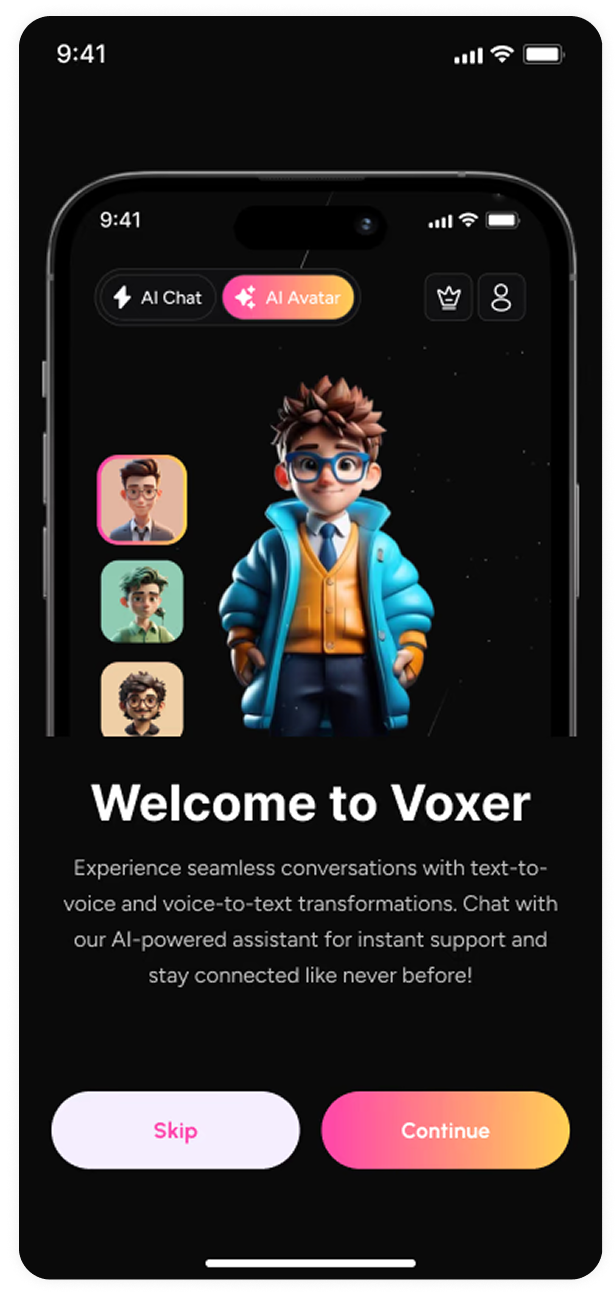 9:41
9:41
AI Chat
AI Avatar
Welcome to Voxer
Experience seamless conversations with text-to-
voice and voice-to-text transformations. Chat with
our AI-powered assistant for instant support and
stay connected like never before!
Skip
Continue